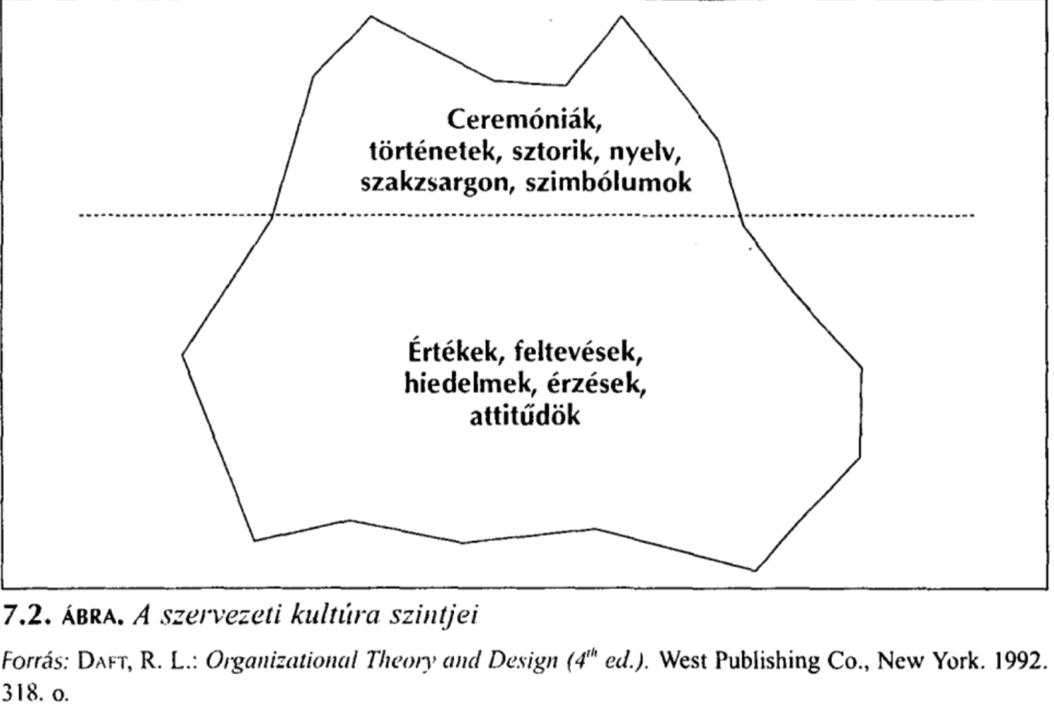 Ceremóniák,
történetek, sztorik, nyelv,
szakzsargon, szimbólumok
Értékek, feltevések,
hiedelmek, érzések,
attitűdök
7.2. ÁBRA. A szervezeti kultúra szintjei
Forrás: DAFT, R. L.: Organizational Theory and Design (4th ed.). West Publishing Co., New York. 1992.
318. o.